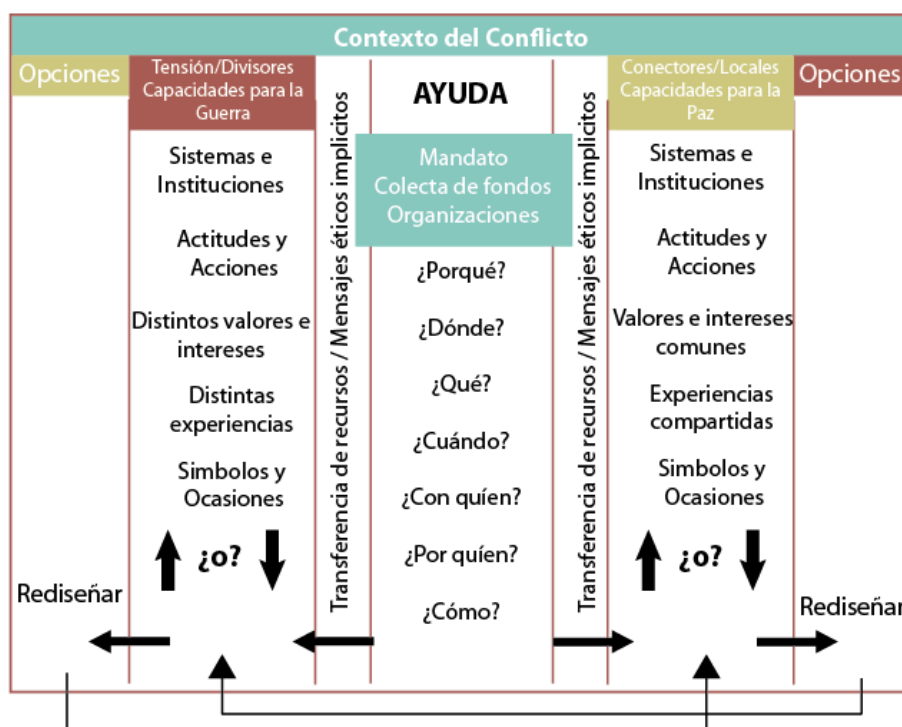 Contexto del Conflicto
Opciones
Tensión/Divisores
Capacidades para la
Guerra
Sistemas e
Instituciones
Actitudes y
Acciones
Distintos valores e
intereses
Distintas
experiencias
Simbolos y
Ocasiones
¿o?
Rediseñar
Transferencia de recursos / Mensajes éticos implicitos
AYUDA
Mandato
Colecta de fondos
Organizaciones
¿Porqué?
¿Dónde?
¿Qué?
¿Cuándo?
¿Con quíen?
¿Por quíen?
¿Cómo?
Transferencia de recursos / Mensajes éticos implicitos
Conectores/Locales
Capacidades para la
Paz
Sistemas e
Instituciones
Actitudes y
Acciones
Valores e intereses
comunes
Experiencias
compartidas
Simbolos y
Ocasiones
¿o?
Opciones
Rediseñar